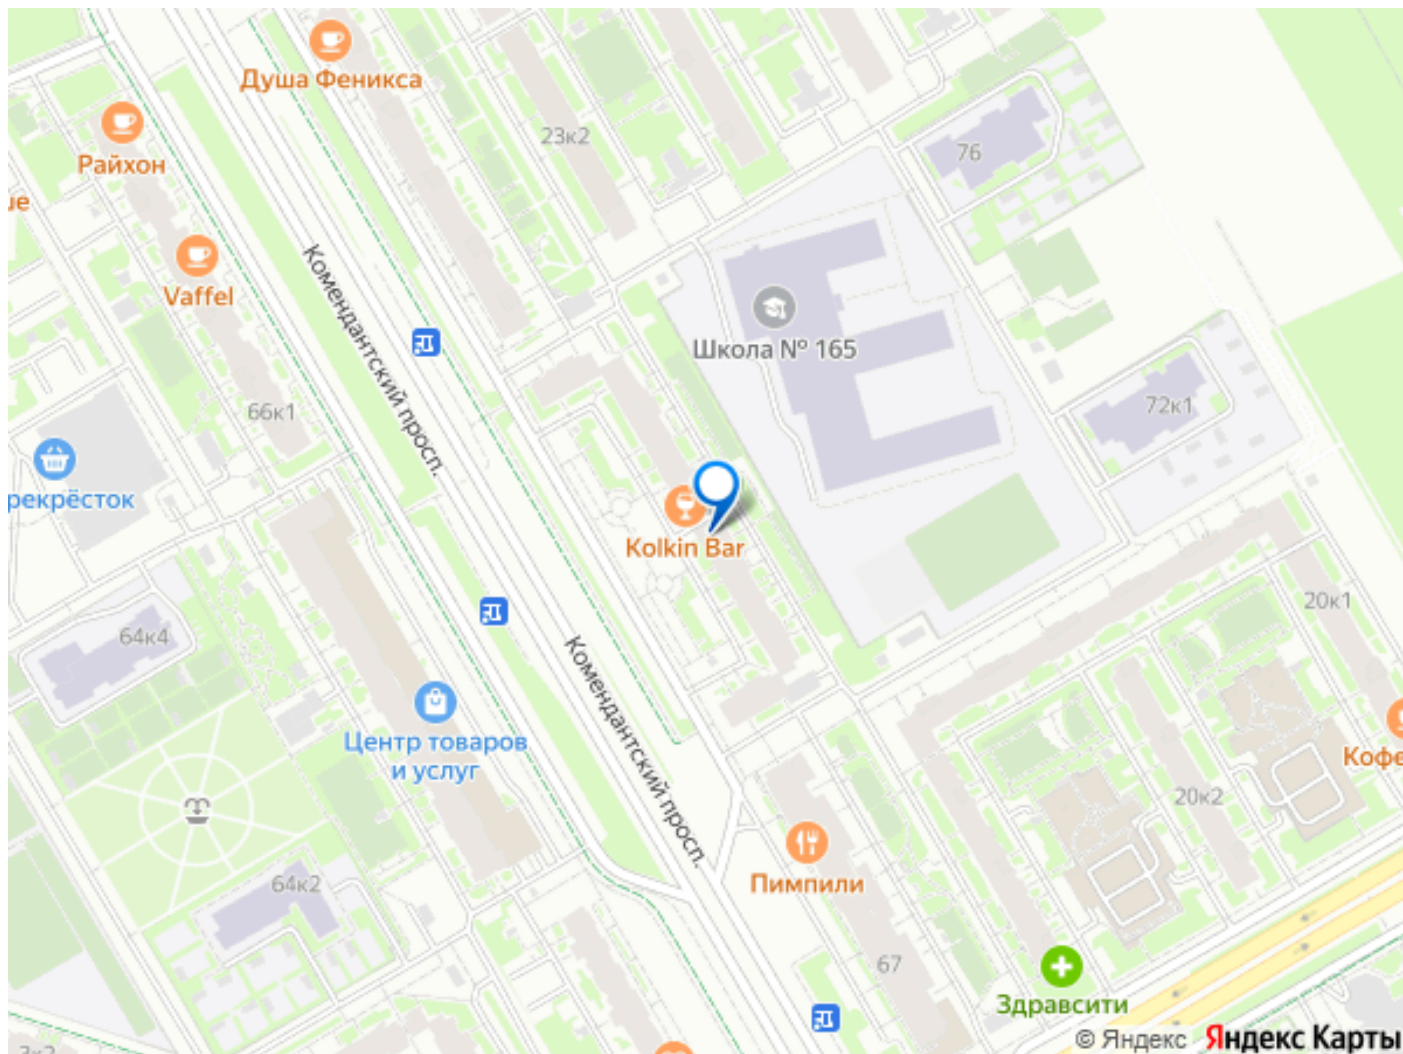 Душа Феникса
Райхон
23к2
76
ue
Vaffel
Комендантский просп.
Школа № 165
66к1
72к1
рекрёсток
Kolkin Bar
20к1
64к4
Комендантский просп.
Центр товаров
и услуг
Кофе
20к2
Пимпили
64к2
67
Здравсити
© Яндекс Яндекс Карты